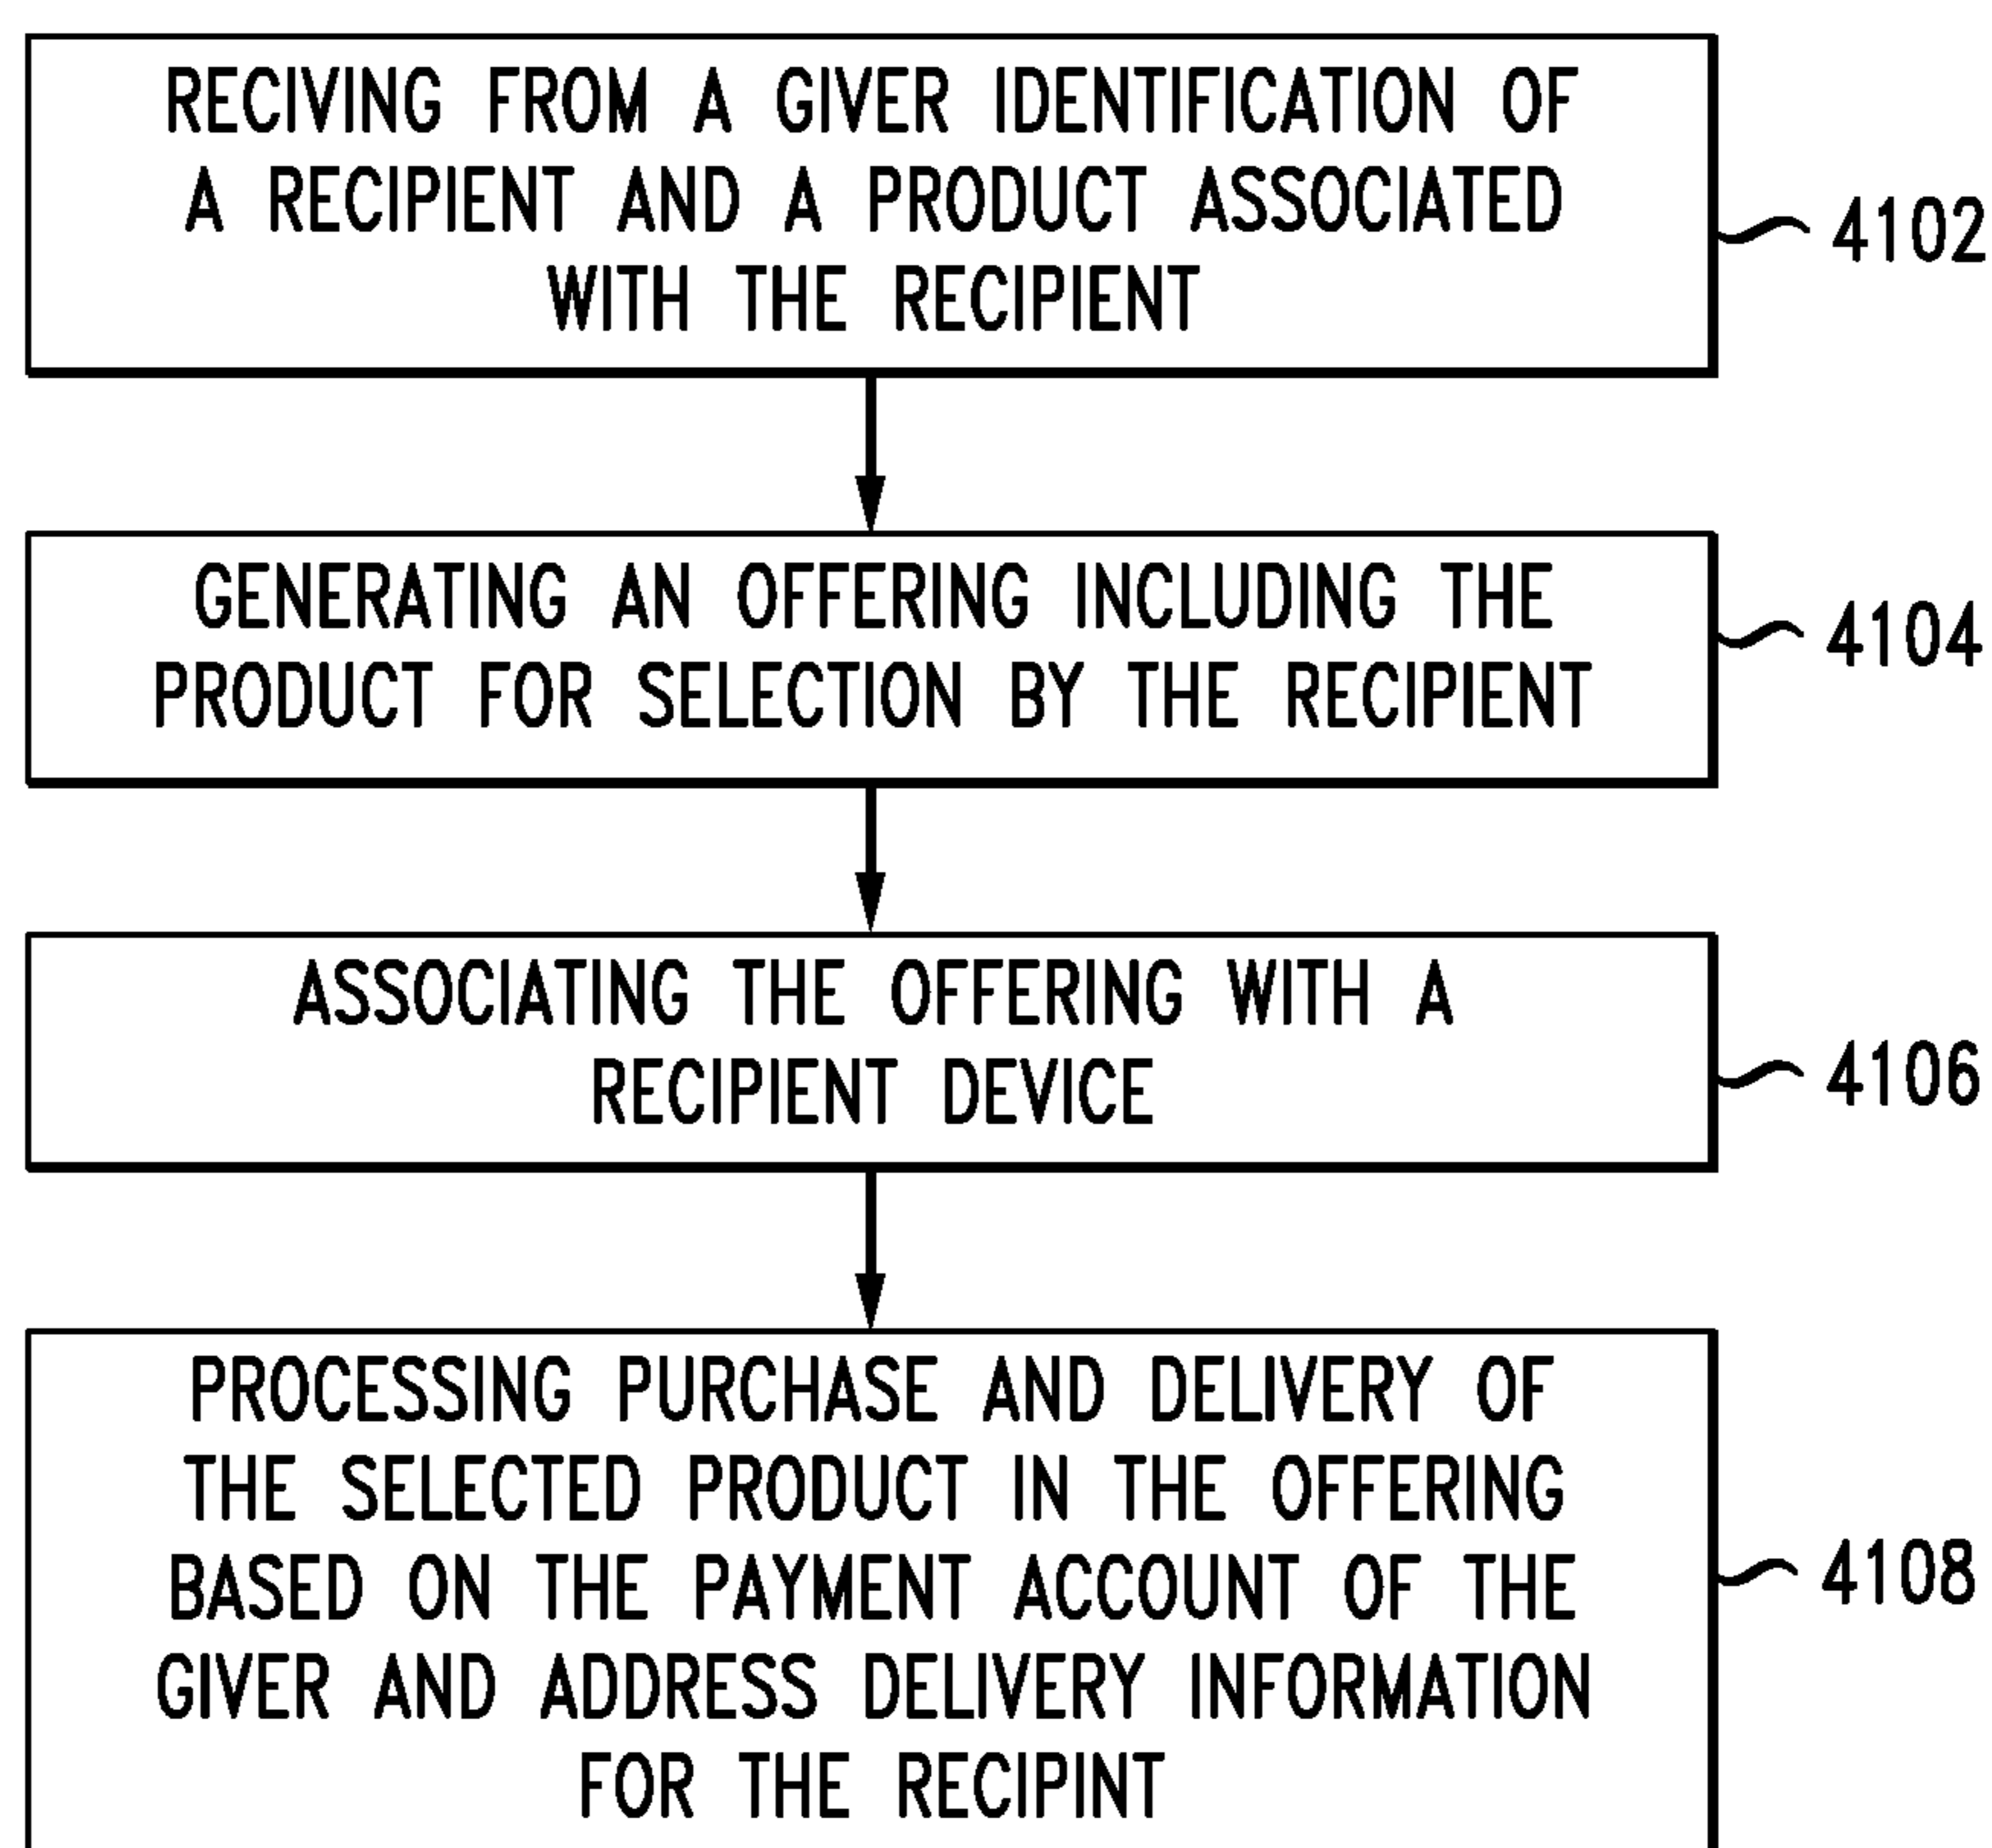 RECIVING FROM A GIVER IDENTIFICATION OF
A RECIPIENT AND A PRODUCT ASSOCIATED
WITH THE RECIPIENT
4102
GENERATING AN OFFERING INCLUDING THE
PRODUCT FOR SELECTION BY THE RECIPIENT
4104
ASSOCIATING THE OFFERING WITH A
RECIPIENT DEVICE
4106
PROCESSING PURCHASE AND DELIVERY OF
THE SELECTED PRODUCT IN THE OFFERING
BASED ON THE PAYMENT ACCOUNT OF THE
GIVER AND ADDRESS DELIVERY INFORMATION
FOR THE RECIPINT
4108